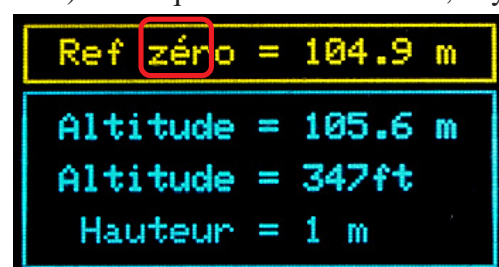 Ref zéro = 104.9 m
Altitude = 105.6 m
Altitude = 347ft
Hauteur = 1 m